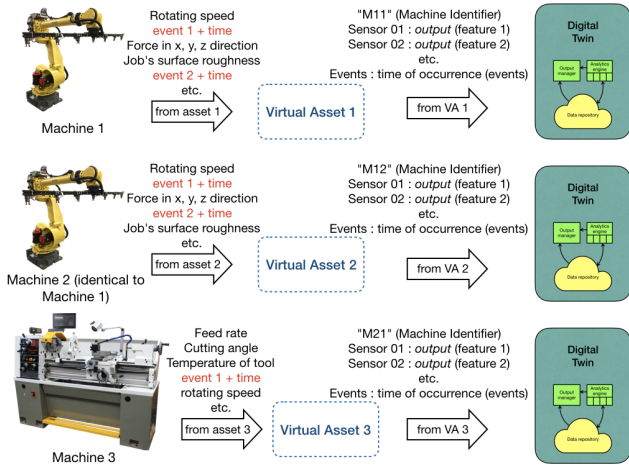 Rotating speed
event 1 + time
Force in x, y, z direction
Job's surface roughness
event 2 + time
etc.
from asset 1
Machine 1
Virtual Asset 1
"M11" (Machine Identifier)
Sensor 01 : output (feature 1)
Sensor 02 : output (feature 2)
etc.
Events : time of occurrence (events)
from VA 1
Digital
Twin
Output
manager
Analytics
engine
Data repository
Rotating speed
event 1 + time
Force in x, y, z direction
event 2 + time
Job's surface roughness
etc.
from asset 2
Machine 2 (identical to
Machine 1)
Virtual Asset 2
"M12" (Machine Identifier)
Sensor 01 : output (feature 1)
Sensor 02 : output (feature 2)
etc.
Events : time of occurrence (events)
from VA 2
Digital
Twin
Output
manager
Analytics
engine
Data repository
Feed rate
Cutting angle
Temperature of tool
event 1 + time
rotating speed
etc.
from asset 3
Machine 3
Virtual Asset 3
"M21" (Machine Identifier)
Sensor 01 : output (feature 1)
Sensor 02 : output (feature 2)
etc.
Events : time of occurrence (events)
from VA 3
Digital
Twin
Output
manager
Analytics
engine
Data repository